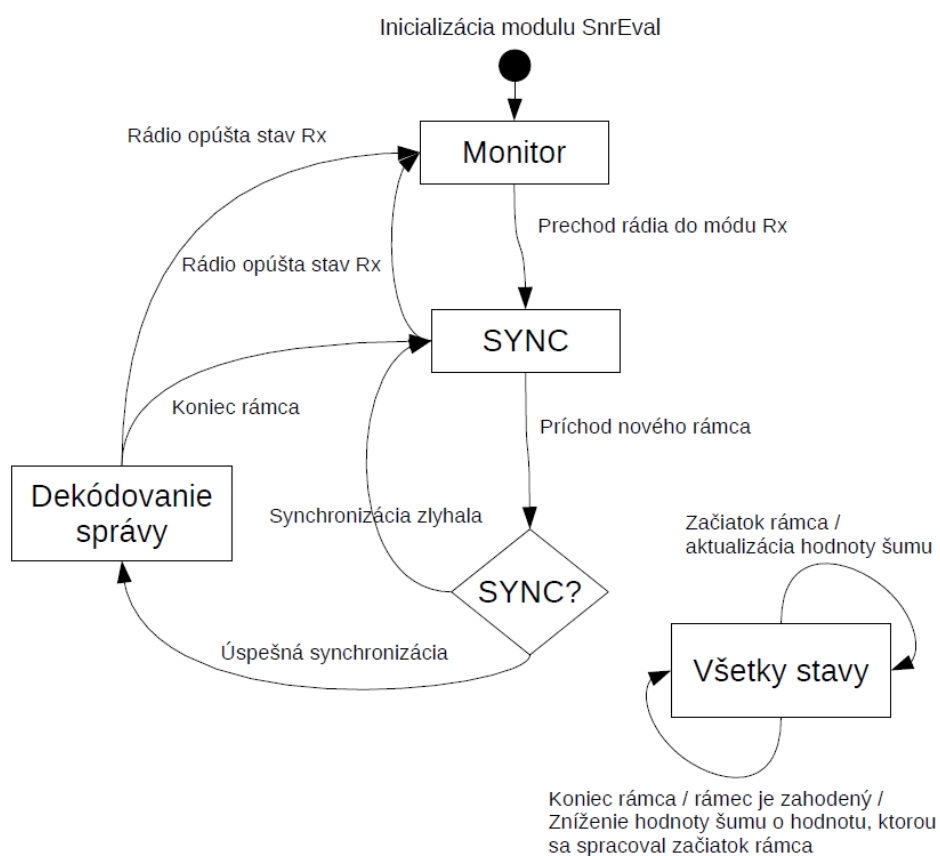 Inicializácia modulu SnrEval
Rádio opúšta stav Rx
Monitor
Prechod rádia do módu Rx
Rádio opúšta stav Rx
SYNC
Koniec rámca
Príchod nového rámca
Dekódovanie
správy
Synchronizácia zlyhala
Začiatok rámca /
aktualizácia hodnoty šumu
SYNC?
Úspešná synchronizácia
Všetky stavy
Koniec rámca / rámec je zahodený /
Zníženie hodnoty šumu o hodnotu, ktorou
sa spracoval začiatok rámca